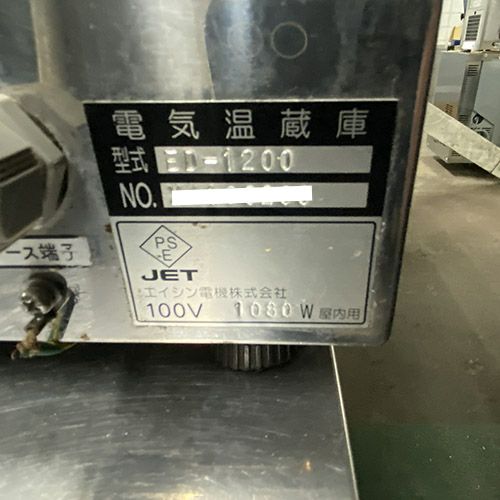 電気温蔵庫
型式 ED-1200
NO.
PS
E
JET
ース端子
エイシン電機株式会社
100V 1080W 屋内用